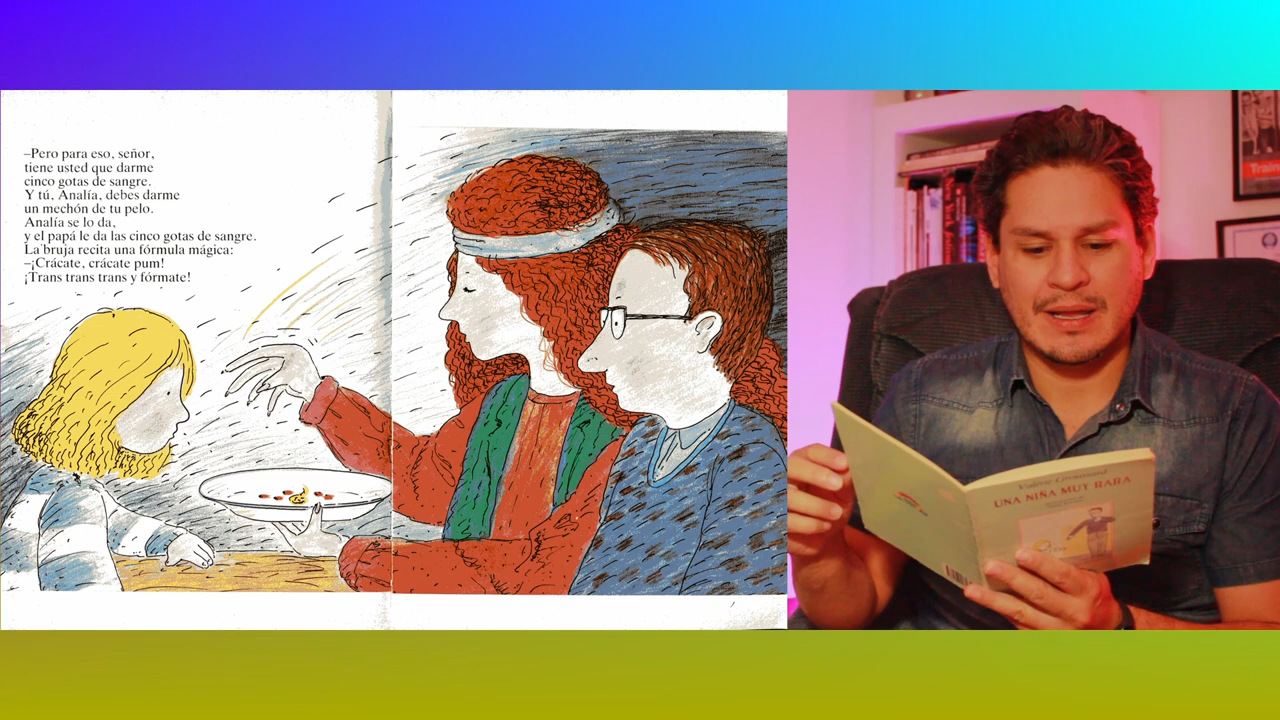 –Pero para eso, señor,
tiene usted que darme
cinco gotas de sangre.
Y tú, Analía, debes darme
un mechón de tu pelo.
Analía se lo da,
y el papá le da las cinco gotas de sangre.
La bruja recita una fórmula mágica:
–¡Crácate, crácate pum!
¡Trans trans trans y fórmate!
UNA NIÑA MUY RARA